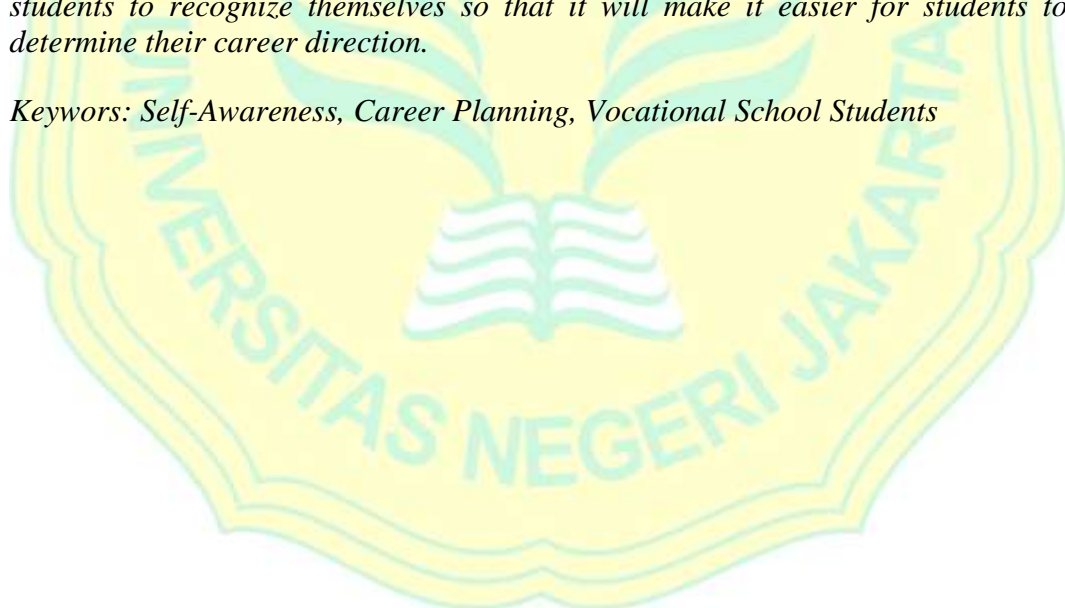 students to recognize themselves so that it will make it easier for students to
determine their career direction.
Keywors: Self-Awareness, Career Planning, Vocational School Students
UNIVERSITAS NEGERI JAKARTA